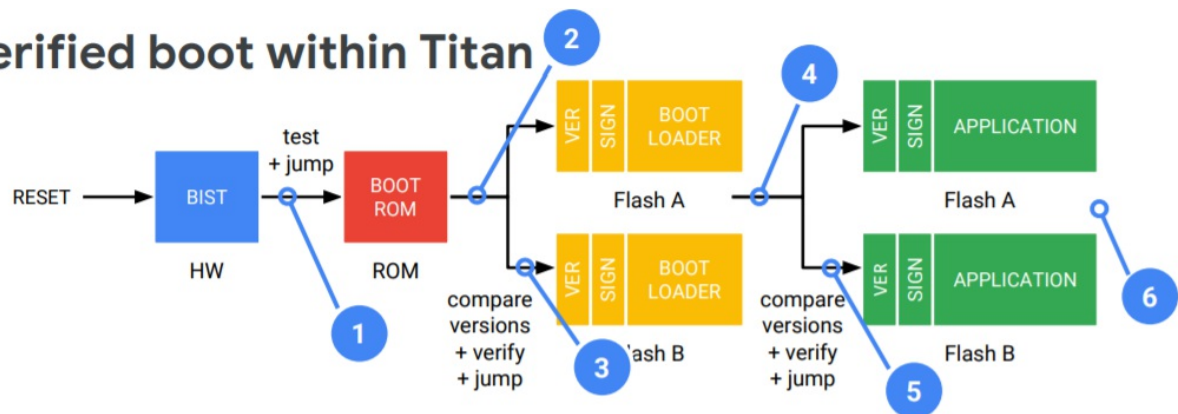 erified boot within Titan
2
4
test
+ jump
RESET
BIST
HW
BOOT
ROM
ROM
VER
SIGN
BOOT
LOADER
Flash A
VER
SIGN
APPLICATION
Flash A
1
compare
versions
+ verify
+ jump
VER
SIGN
BOOT
LOADER
lash B
3
compare
versions
+ verify
+ jump
VER
SIGN
APPLICATION
Flash B
5
6